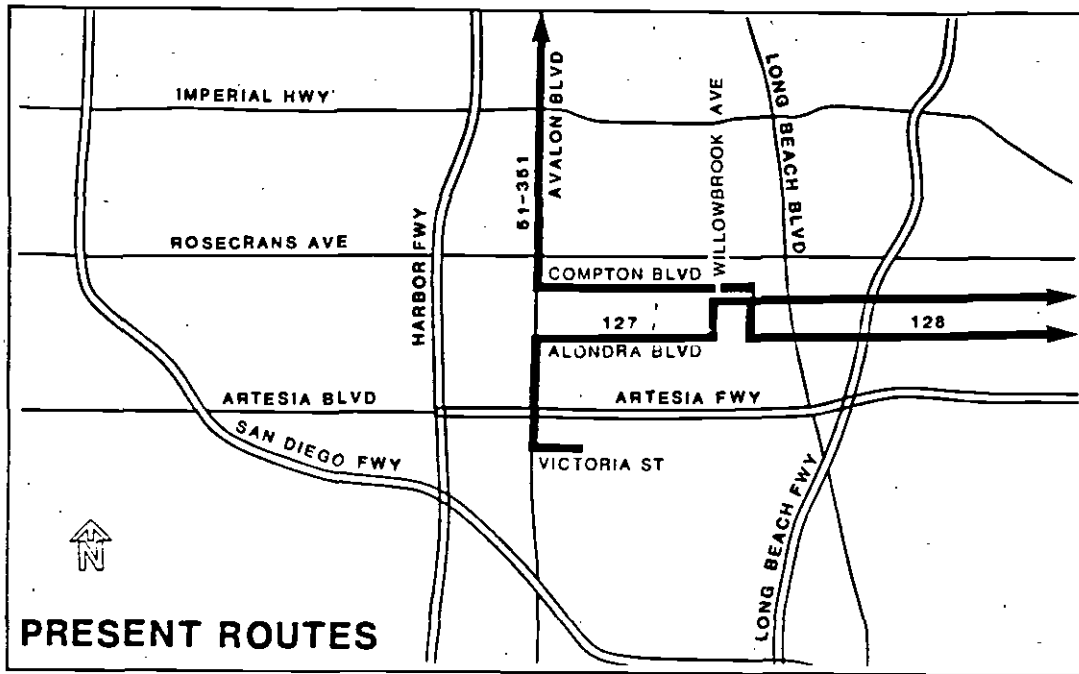 IMPERIAL HWY
AVALON BLVD
51-351
WILLOWBROOK AVE
LONG BEACH BLVD
HARBOR FWY
ROSECRANS AVE
COMPTON BLVD
127
128
ALONDRA BLVD
ARTESIA BLVD
ARTESIA FWY
SAN DIEGO FWY
VICTORIA ST
LONG BEACH FWY
N
PRESENT ROUTES